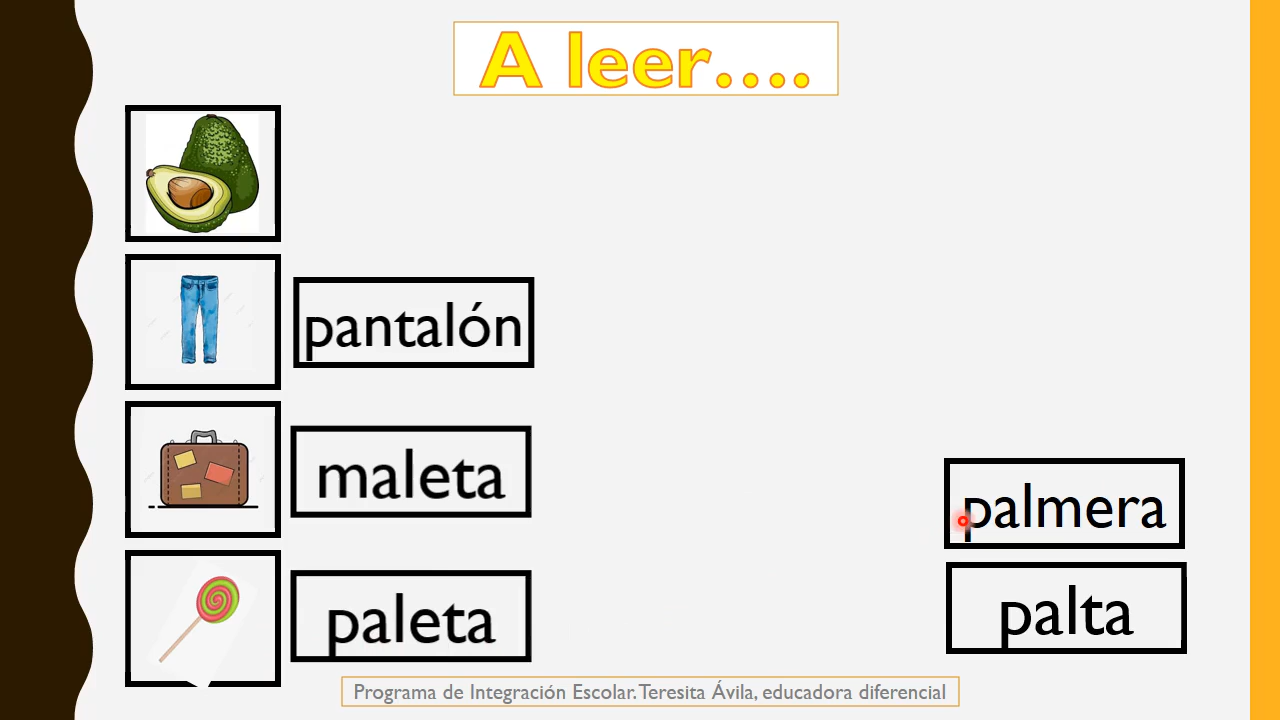 A leer....
pantalón
maleta
paleta
palmera
palta
Programa de Integración Escolar. Teresita Ávila, educadora diferencial